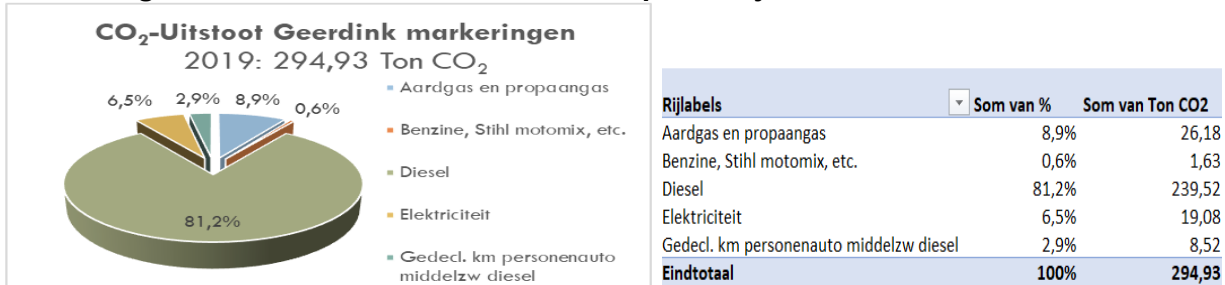 CO2-Uitstoot Geerdink markeringen
2019: 294,93 Ton CO2
6,5% 2,9% 8,9% 0,6%
81,2%
Aardgas en propaangas
Benzine, Stihl motomix, etc.
Diesel
Elektriciteit
Gedecl. km personenauto
middelzw diesel
Rijlabels Som van % Som van Ton CO2
Aardgas en propaangas 8,9% 26,18
Benzine, Stihl motomix, etc. 0,6% 1,63
Diesel 81,2% 239,52
Elektriciteit 6,5% 19,08
Gedecl. km personenauto middelzw diesel 2,9% 8,52
Eindtotaal 100% 294,93